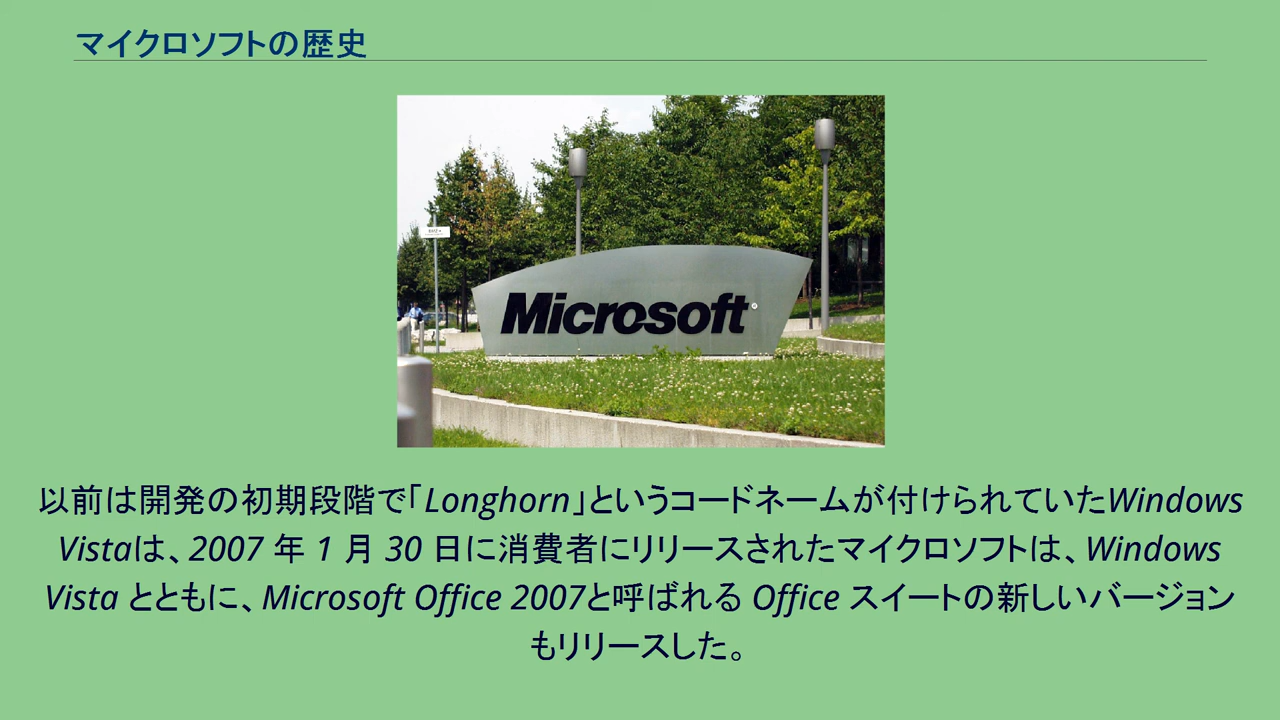 マイクロソフトの歴史
Microsoft
以前は開発の初期段階で「Longhorn」というコードネームが付けられていたWindows
Vistaは、2007 年 1 月 30 日に消費者にリリースされたマイクロソフトは、Windows
Vista とともに、Microsoft Office 2007と呼ばれる Office スイートの新しいバージョン
もリリースした。